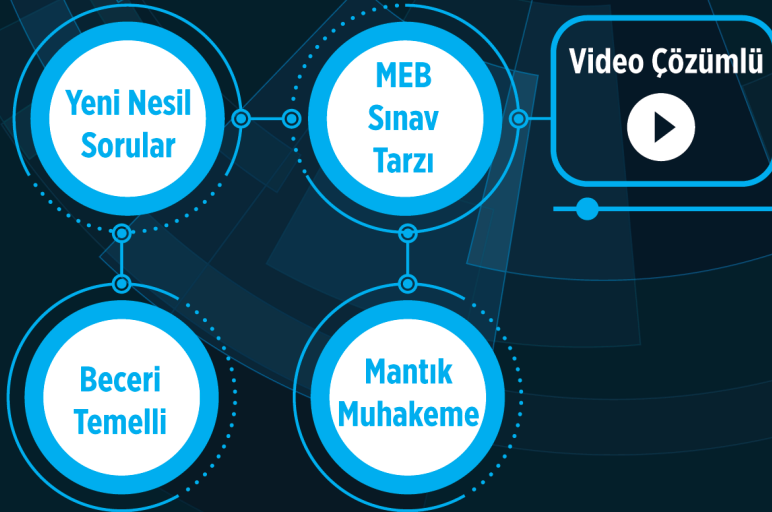 Yeni Nesil
Sorular
MEB
Sınav
Tarzı
Video Çözümlü
Beceri
Temelli
Mantık
Muhakeme